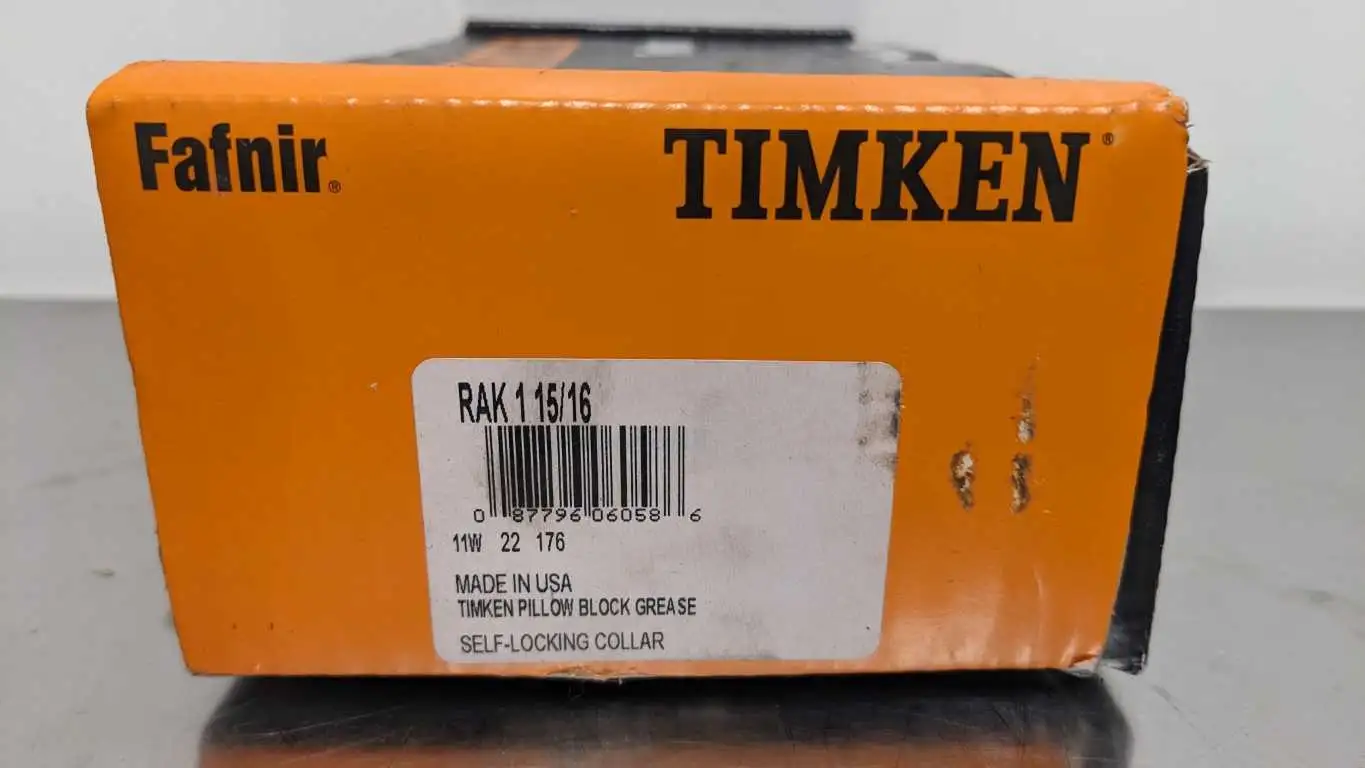 Fafnir®
TIMKEN®
RAK 1 15/16
0 87796 06058 6
11W 22 176
MADE IN USA
TIMKEN PILLOW BLOCK GREASE
SELF-LOCKING COLLAR